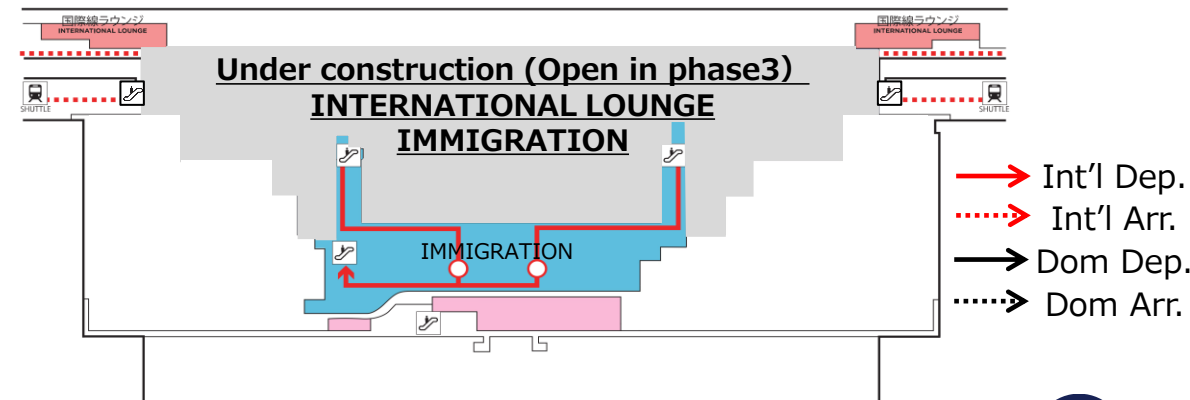 国際線ラウンジ
INTERNATIONAL LOUNGE
国際線ラウンジ
INTERNATIONAL LOUNGE
Under construction (Open in phase3）
INTERNATIONAL LOUNGE
IMMIGRATION
SHUTTLE
SHUTTLE
IMMIGRATION
Int’l Dep.
Int’l Arr.
Dom Dep.
Dom Arr.